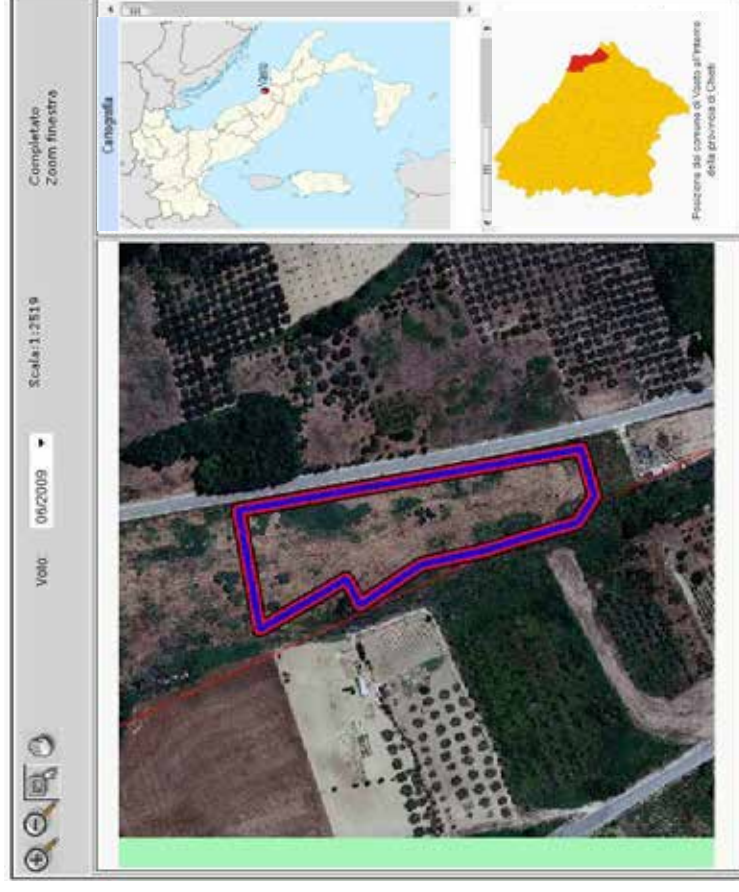 Volo: 06/2009
Scala:1:2519
Completato
Zoom finestra
Cartografia
Vasto
Posizione del comune di Vasto all'interno
della provincia di Chieti